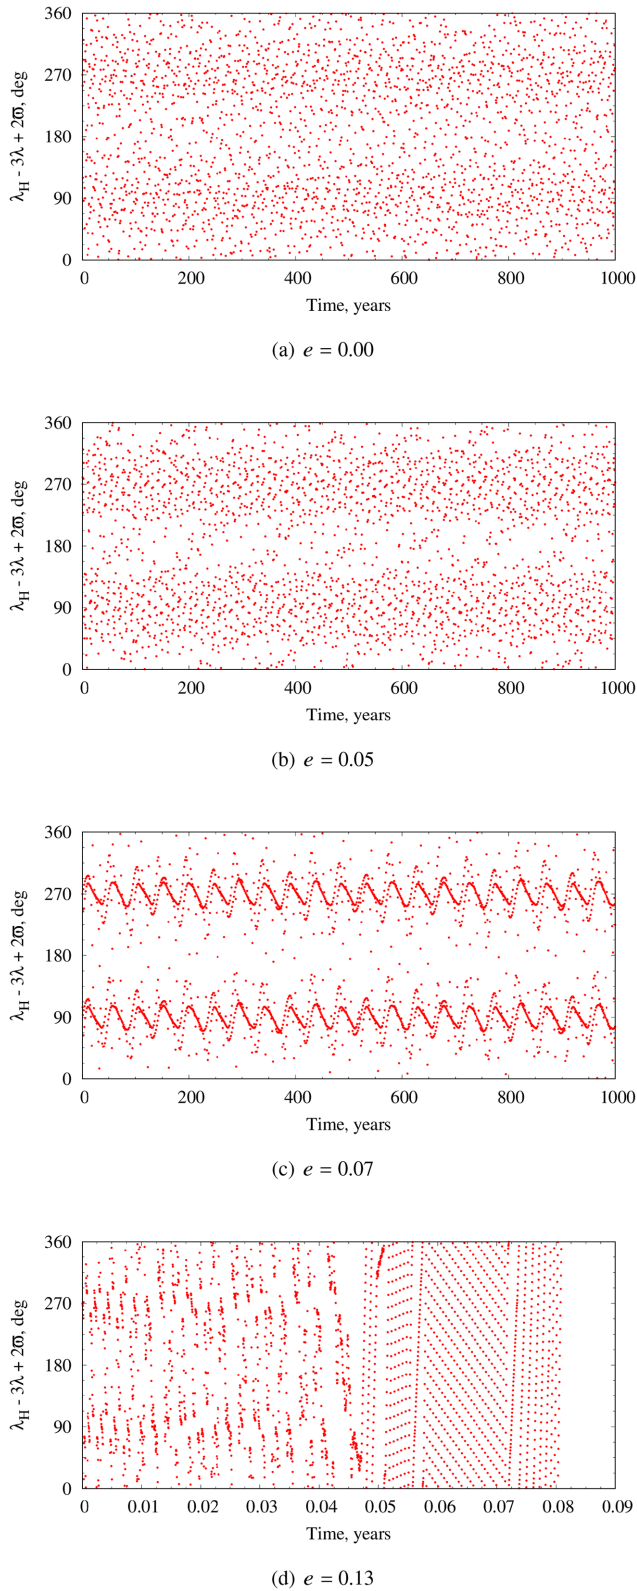 360
270
180
90
0
λH - 3λ + 2ϖ, deg
0 200 400 600 800 1000
Time, years
(a) e = 0.00
360
270
180
90
0
λH - 3λ + 2ϖ, deg
0 200 400 600 800 1000
Time, years
(b) e = 0.05
360
270
180
90
0
λH - 3λ + 2ϖ, deg
0 200 400 600 800 1000
Time, years
(c) e = 0.07
360
270
180
90
0
λH - 3λ + 2ϖ, deg
0 0.01 0.02 0.03 0.04 0.05 0.06 0.07 0.08 0.09
Time, years
(d) e = 0.13